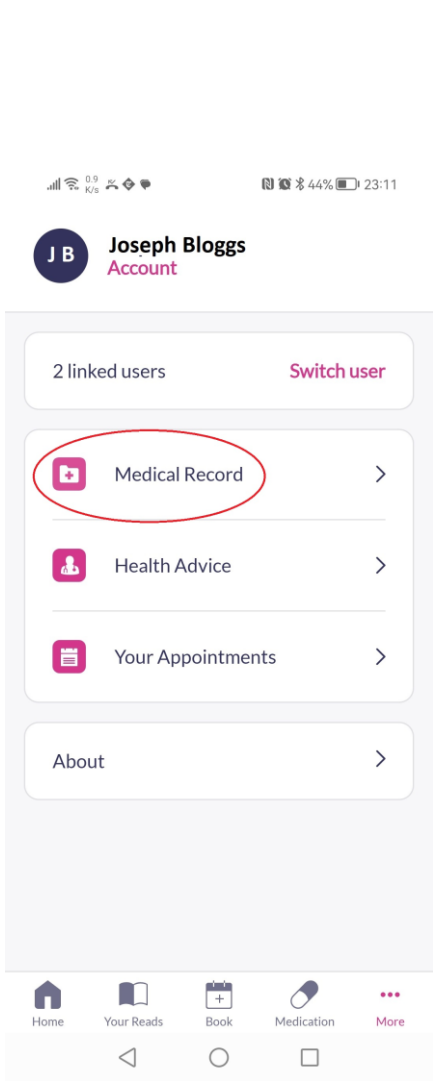 0.9
K/s
44%
23:11
J B
Joseph Bloggs
Account
2 linked users
Switch user
Medical Record
Health Advice
Your Appointments
About
Home
Your Reads
Book
Medication
More